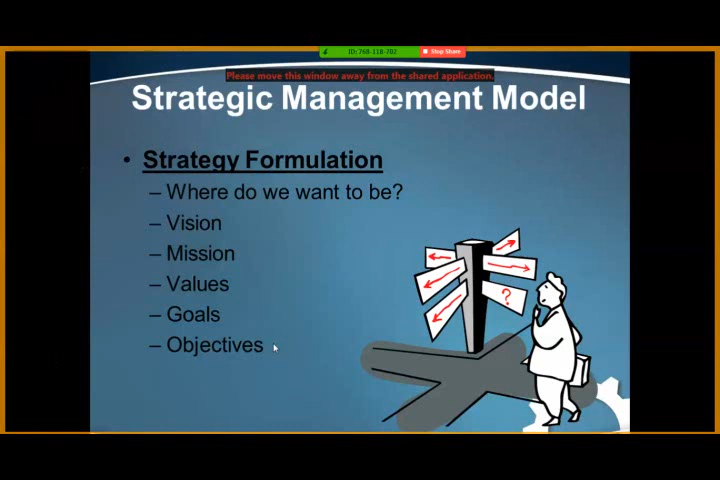 ID: 768-118-702
Stop Share
Please move this window away from the shared application.
Strategic Management Model
• Strategy Formulation
– Where do we want to be?
– Vision
– Mission
– Values
– Goals
– Objectives
?